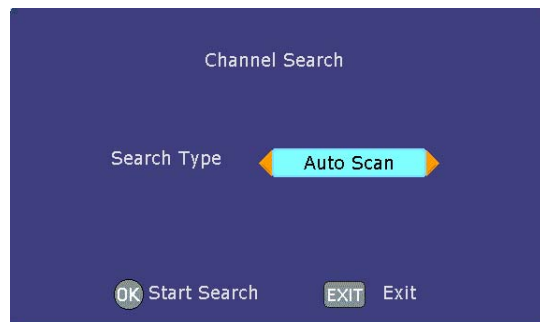 Channel Search
Search Type Auto Scan
OK Start Search EXIT Exit